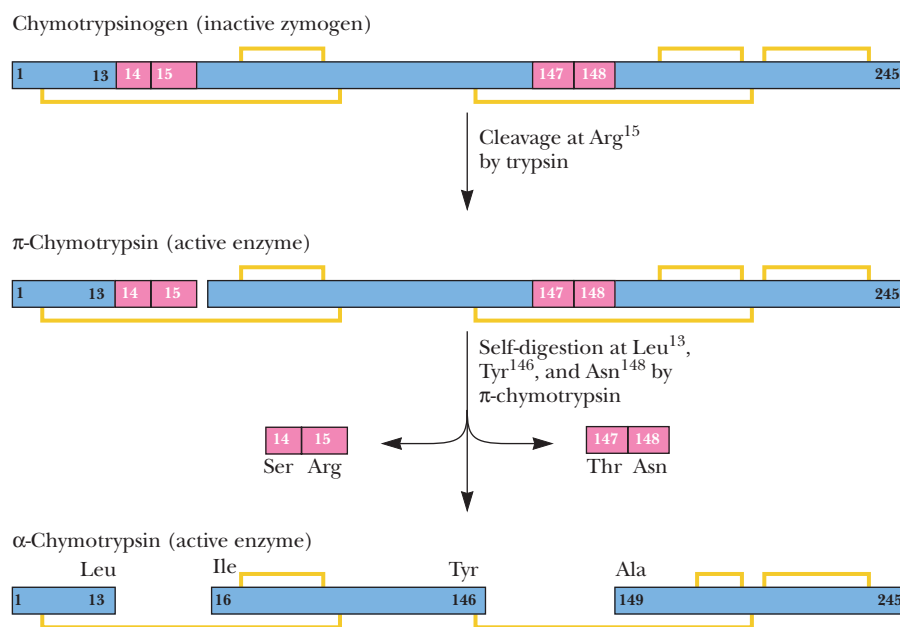 Chymotrypsinogen (inactive zymogen)
1 13 14 15 147 148 245
Cleavage at Arg¹⁵
by trypsin
π-Chymotrypsin (active enzyme)
1 13 14 15 147 148 245
Self-digestion at Leu¹³,
Tyr¹⁴⁶, and Asn¹⁴⁸ by
π-chymotrypsin
14 15 147 148
Ser Arg Thr Asn
α-Chymotrypsin (active enzyme)
Leu Ile Tyr Ala
1 13 16 146 149 245